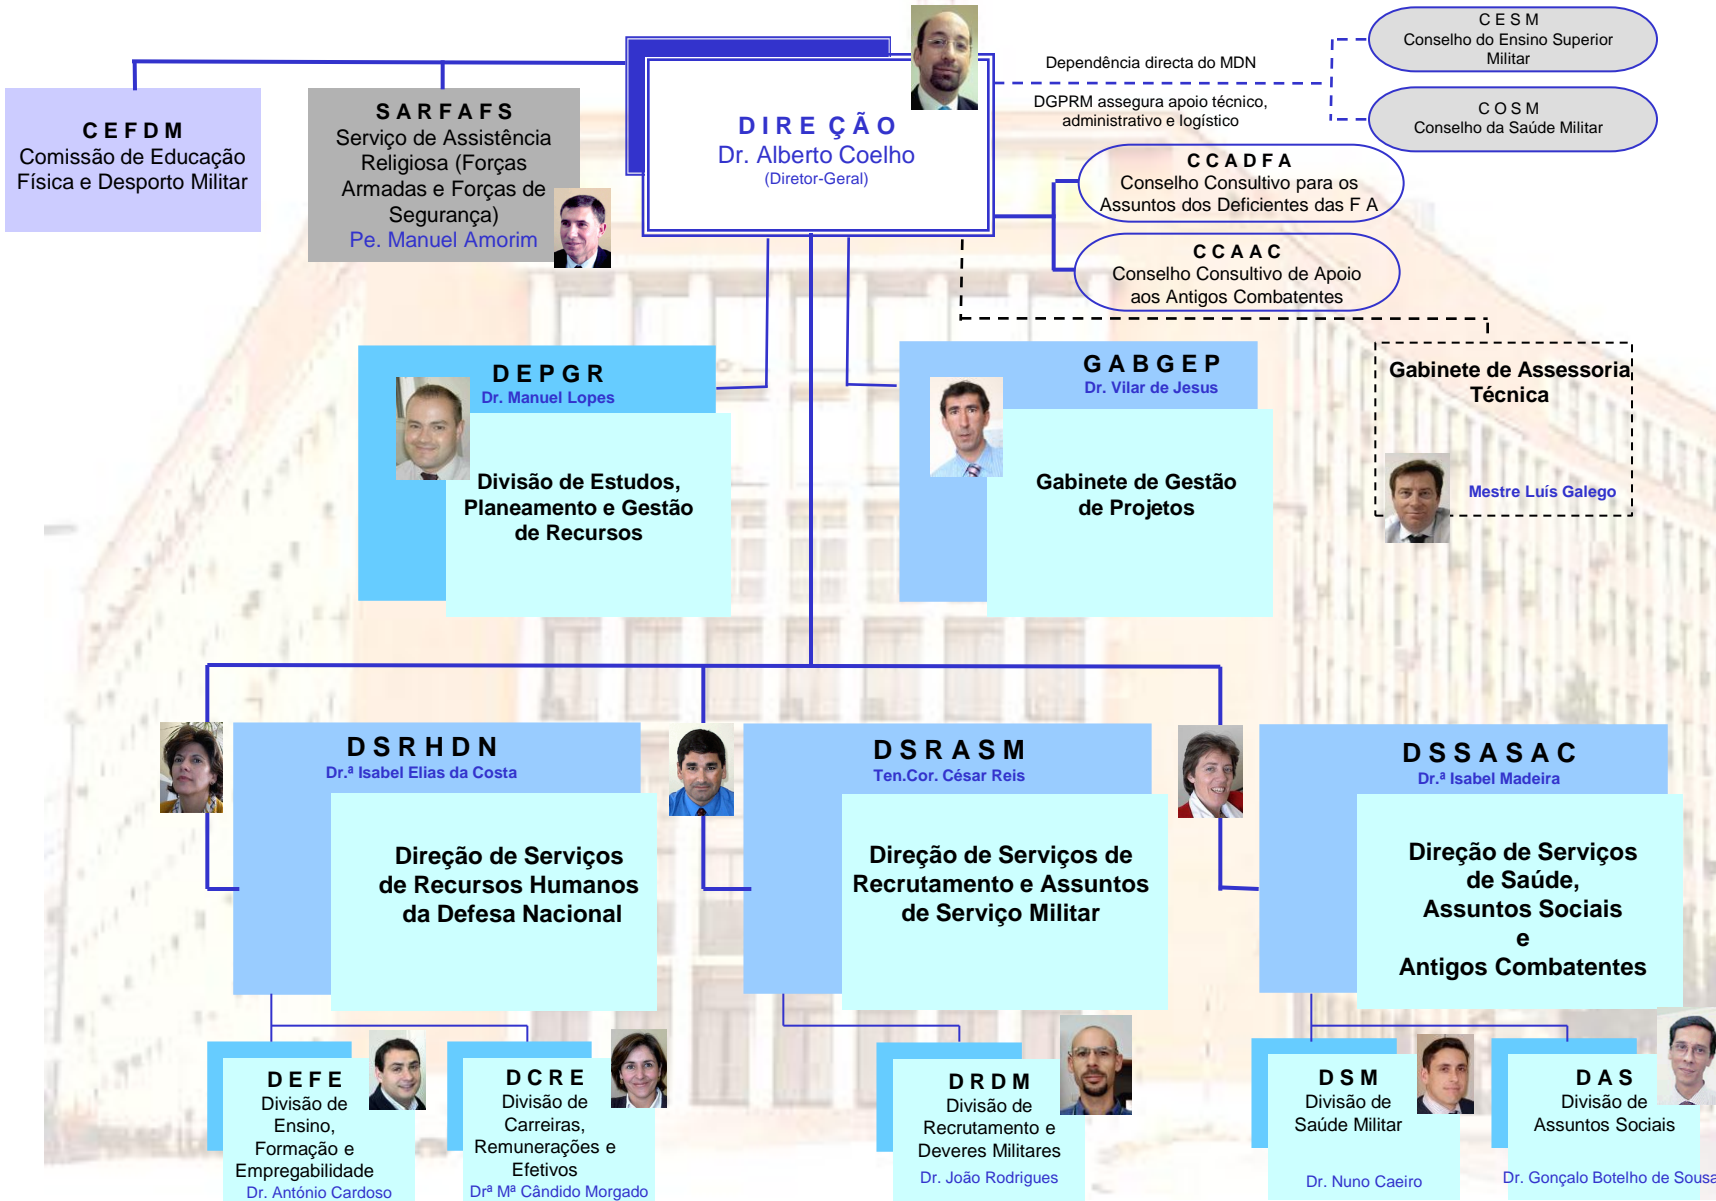 C E S M
Conselho do Ensino Superior
Militar
Dependência directa do MDN
DGPRM assegura apoio técnico,
administrativo e logístico
C O S M
Conselho da Saúde Militar
C E F D M
Comissão de Educação
Física e Desporto Militar
S A R F A F S
Serviço de Assistência
Religiosa (Forças
Armadas e Forças de
Segurança)
Pe. Manuel Amorim
D I R E Ç Ã O
Dr. Alberto Coelho
(Diretor-Geral)
C C A D F A
Conselho Consultivo para os
Assuntos dos Deficientes das F A
C C A A C
Conselho Consultivo de Apoio
aos Antigos Combatentes
D E P G R
Dr. Manuel Lopes
Divisão de Estudos,
Planeamento e Gestão
de Recursos
G A B G E P
Dr. Vilar de Jesus
Gabinete de Gestão
de Projetos
Gabinete de Assessoria
Técnica
Mestre Luís Galego
D S R H D N
Dr.ª Isabel Elias da Costa
Direção de Serviços
de Recursos Humanos
da Defesa Nacional
D S R A S M
Ten.Cor. César Reis
Direção de Serviços de
Recrutamento e Assuntos
de Serviço Militar
D S S A S A C
Dr.ª Isabel Madeira
Direção de Serviços
de Saúde,
Assuntos Sociais
e
Antigos Combatentes
D E F E
Divisão de
Ensino,
Formação e
Empregabilidade
Dr. António Cardoso
D C R E
Divisão de
Carreiras,
Remunerações e
Efetivos
Drª Mª Cândido Morgado
D R D M
Divisão de
Recrutamento e
Deveres Militares
Dr. João Rodrigues
D S M
Divisão de
Saúde Militar
Dr. Nuno Caeiro
D A S
Divisão de
Assuntos Sociais
Dr. Gonçalo Botelho de Sousa